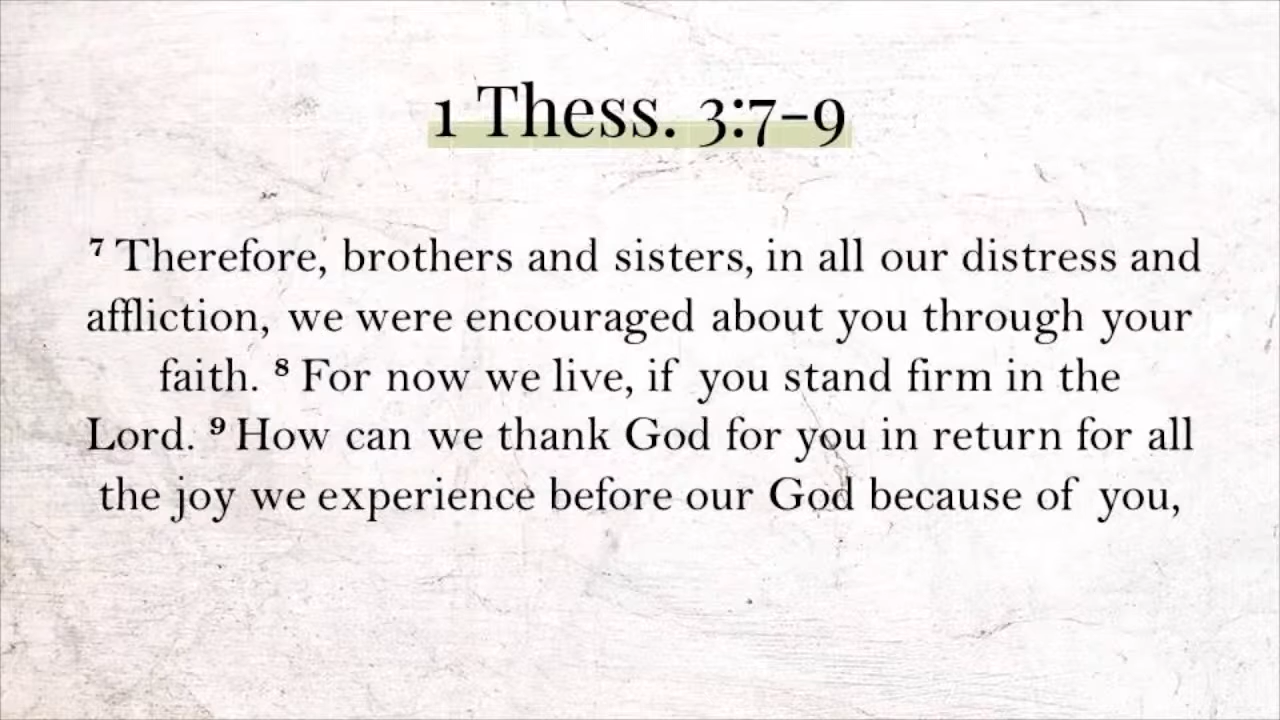 1 Thess. 3:7-9
⁷ Therefore, brothers and sisters, in all our distress and
affliction, we were encouraged about you through your
faith. ⁸ For now we live, if you stand firm in the
Lord. ⁹ How can we thank God for you in return for all
the joy we experience before our God because of you,